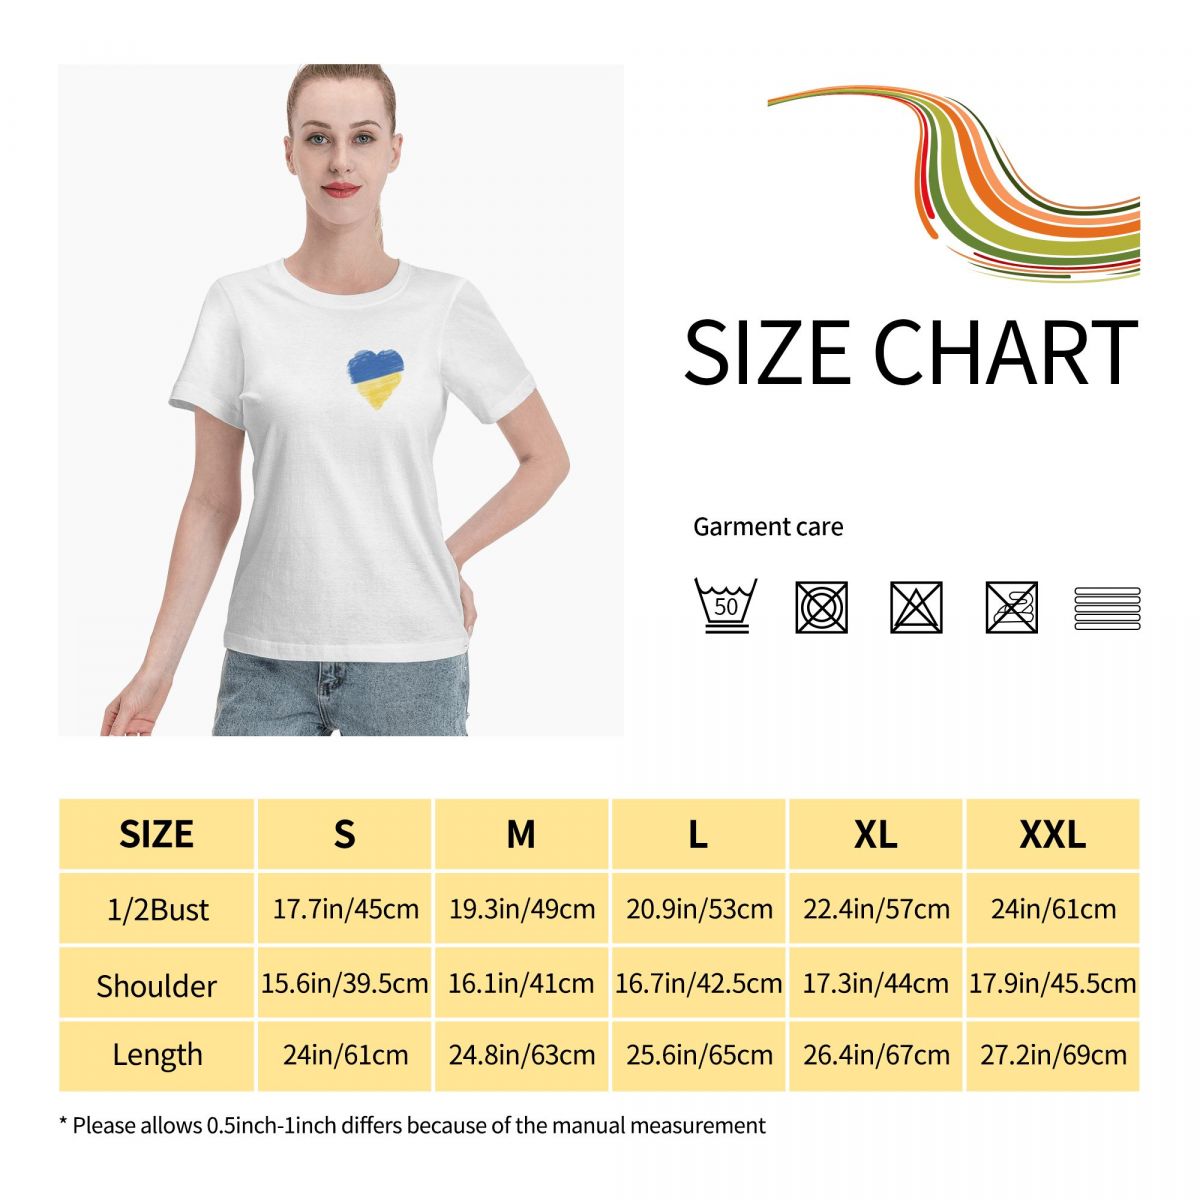 SIZE CHART
Garment care
50
SIZE S M L XL XXL
1/2Bust 17.7in/45cm 19.3in/49cm 20.9in/53cm 22.4in/57cm 24in/61cm
Shoulder 15.6in/39.5cm 16.1in/41cm 16.7in/42.5cm 17.3in/44cm 17.9in/45.5cm
Length 24in/61cm 24.8in/63cm 25.6in/65cm 26.4in/67cm 27.2in/69cm
* Please allows 0.5inch-1inch differs because of the manual measurement